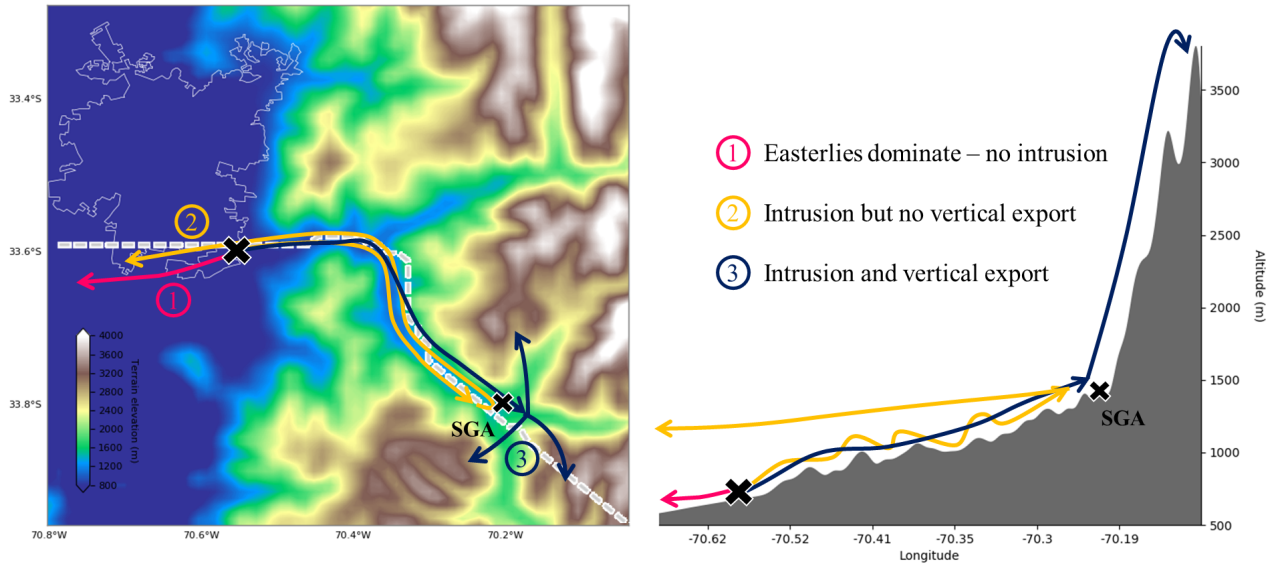 33.4°S
33.6°S
33.8°S
70.8°W
70.6°W
70.4°W
70.2°W
2
1
3
SGA
4000
3600
3200
2800
2400
2000
1600
1200
800
Terrain elevation (m)
1 Easterlies dominate – no intrusion
2 Intrusion but no vertical export
3 Intrusion and vertical export
SGA
3500
3000
2500
2000
1500
1000
500
Altitude (m)
-70.62
-70.52
-70.41
-70.35
-70.3
-70.19
Longitude